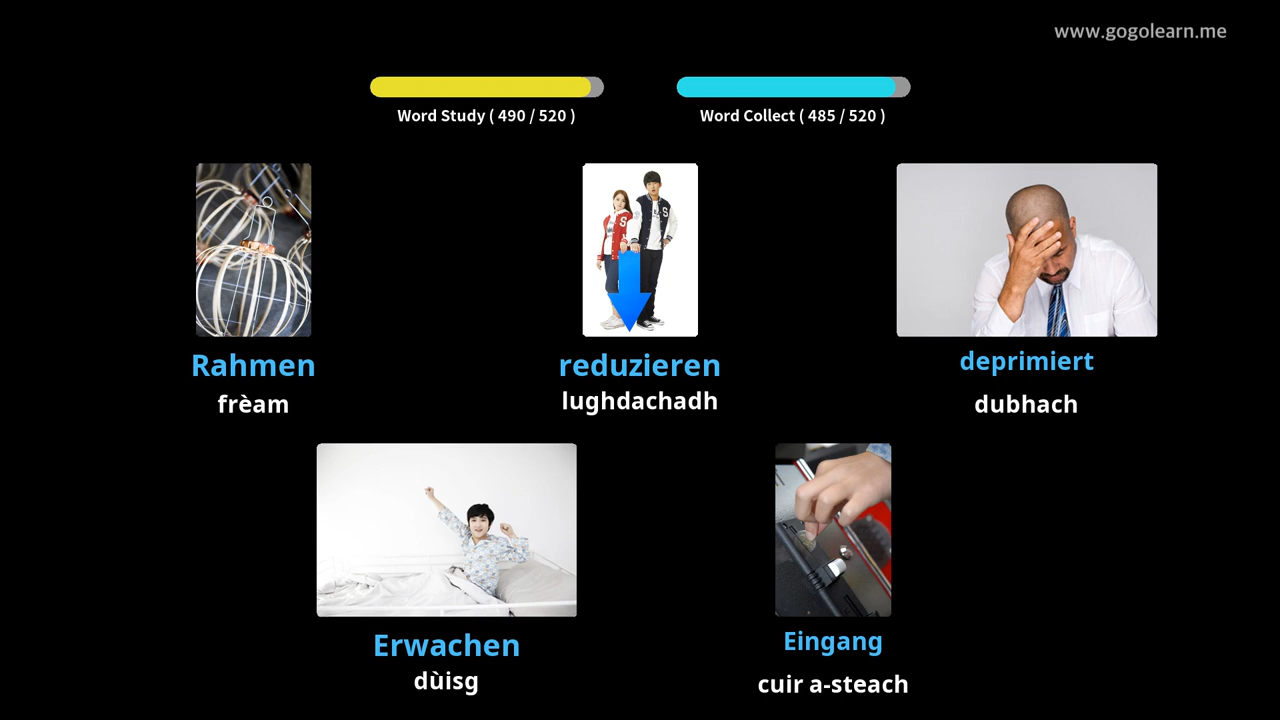 www.gogolearn.me
Word Study ( 490 / 520 )
Word Collect ( 485 / 520 )
Rahmen
frèam
reduzieren
lughdachadh
deprimiert
dubhach
Erwachen
dùisg
Eingang
cuir a-steach